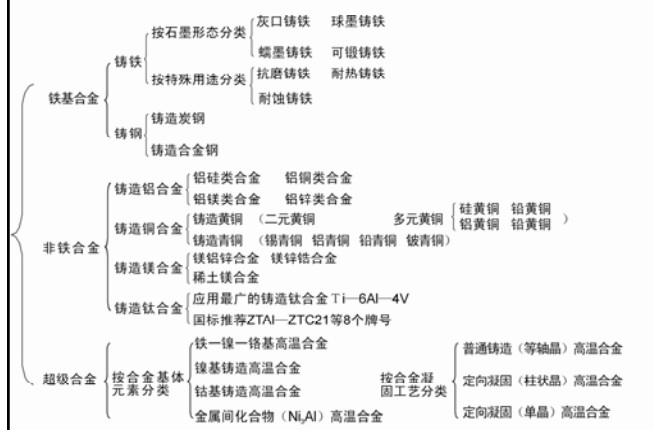 灰口铸铁 球墨铸铁
按石墨形态分类
蠕墨铸铁 可锻铸铁
铸铁
抗磨铸铁 耐热铸铁
按特殊用途分类
耐蚀铸铁
铁基合金
铸造炭钢
铸钢
铸造合金钢
铝硅类合金 铝铜类合金
铸造铝合金
铝镁类合金 铝锌类合金
硅黄铜 铅黄铜
铸造黄铜 （二元黄铜 多元黄铜 ）
铝黄铜 铅黄铜
铸造铜合金
铸造青铜 （锡青铜 铝青铜 铅青铜 铍青铜）
非铁合金
镁铝锌合金 镁锌锆合金
铸造镁合金
稀土镁合金
应用最广的铸造钛合金Ti—6Al—4V
铸造钛合金
国标推荐ZTAl—ZTC21等8个牌号
铁—镍—铬基高温合金
普通铸造（等轴晶）高温合金
镍基铸造高温合金
超级合金 按合金基体元素分类
按合金凝固工艺分类
定向凝固（柱状晶）高温合金
钴基铸造高温合金
金属间化合物（Ni₃Al）高温合金
定向凝固（单晶）高温合金